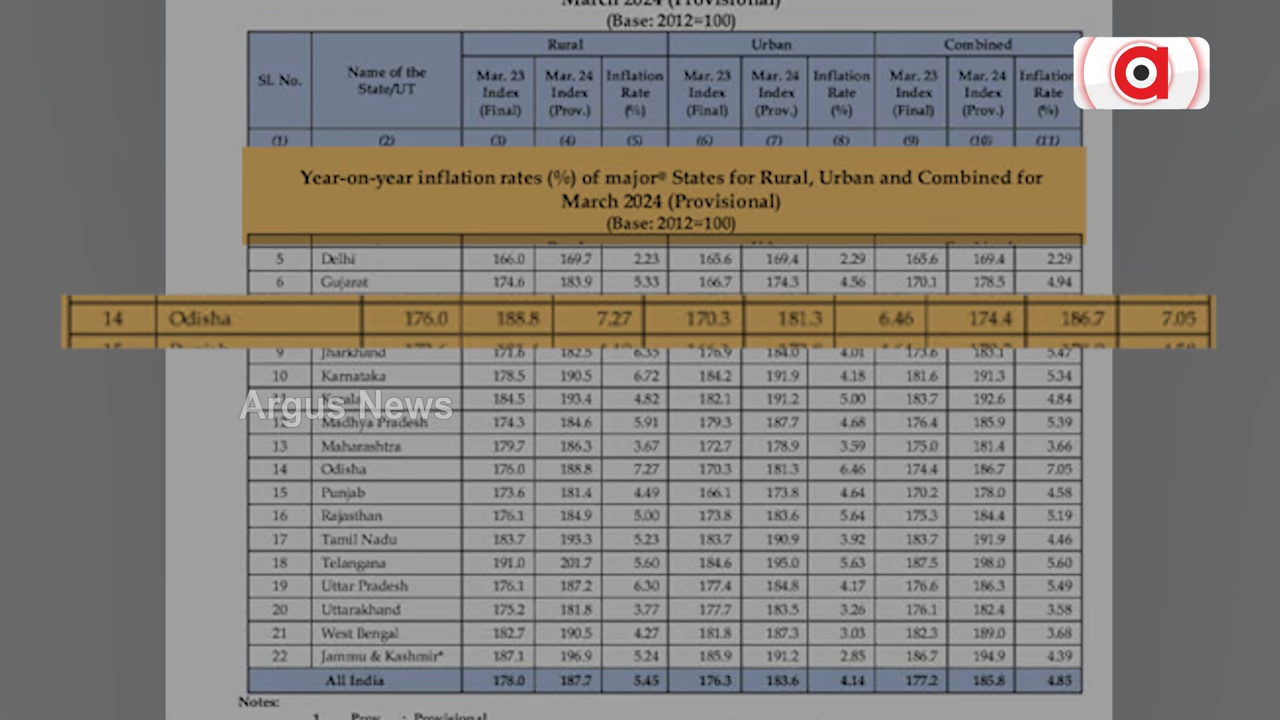 March 2024 (Provisional)
(Base: 2012=100)
Sl. No. Name of the State/UT Rural Urban Combined
Mar. 23 Index (Final) Mar. 24 Index (Prov.) Inflation Rate (%) Mar. 23 Index (Final) Mar. 24 Index (Prov.) Inflation Rate (%) Mar. 23 Index (Final) Mar. 24 Index (Prov.) Inflation Rate (%)
(1) (2) (3) (4) (5) (6) (7) (8) (9) (10) (11)
a
Year-on-year inflation rates (%) of major@ States for Rural, Urban and Combined for
March 2024 (Provisional)
(Base: 2012=100)
5 Delhi 166.0 169.7 2.23 165.6 169.4 2.29 165.6 169.4 2.29
6 Gujarat 174.6 183.9 5.33 166.7 174.3 4.56 170.1 178.5 4.94
14 Odisha 176.0 188.8 7.27 170.3 181.3 6.46 174.4 186.7 7.05
9 Jharkhand 171.6 182.5 6.35 176.9 184.0 4.01 173.6 183.1 5.47
10 Karnataka 178.5 190.5 6.72 184.2 191.9 4.18 181.6 191.3 5.34
184.5 193.4 4.82 182.1 191.2 5.00 183.7 192.6 4.84
Argus News
12 Madhya Pradesh 174.3 184.6 5.91 179.3 187.7 4.68 176.4 185.9 5.39
13 Maharashtra 179.7 186.3 3.67 172.7 178.9 3.59 175.0 181.4 3.66
14 Odisha 176.0 188.8 7.27 170.3 181.3 6.46 174.4 186.7 7.05
15 Punjab 173.6 181.4 4.49 166.1 173.8 4.64 170.2 178.0 4.58
16 Rajasthan 176.1 184.9 5.00 173.8 183.6 5.64 175.3 184.4 5.19
17 Tamil Nadu 183.7 193.3 5.23 183.7 190.9 3.92 183.7 191.9 4.46
18 Telangana 191.0 201.7 5.60 184.6 195.0 5.63 187.5 198.0 5.60
19 Uttar Pradesh 176.1 187.2 6.30 177.4 184.8 4.17 176.6 186.3 5.49
20 Uttarakhand 175.2 181.8 3.77 177.7 183.5 3.26 176.1 182.4 3.58
21 West Bengal 182.7 190.5 4.27 181.8 187.3 3.03 182.3 189.0 3.68
22 Jammu & Kashmir* 187.1 196.9 5.24 185.9 191.2 2.85 186.7 194.9 4.39
All India 178.0 187.7 5.45 176.3 183.6 4.14 177.2 185.8 4.85
Notes:
1. Prov. : Provisional